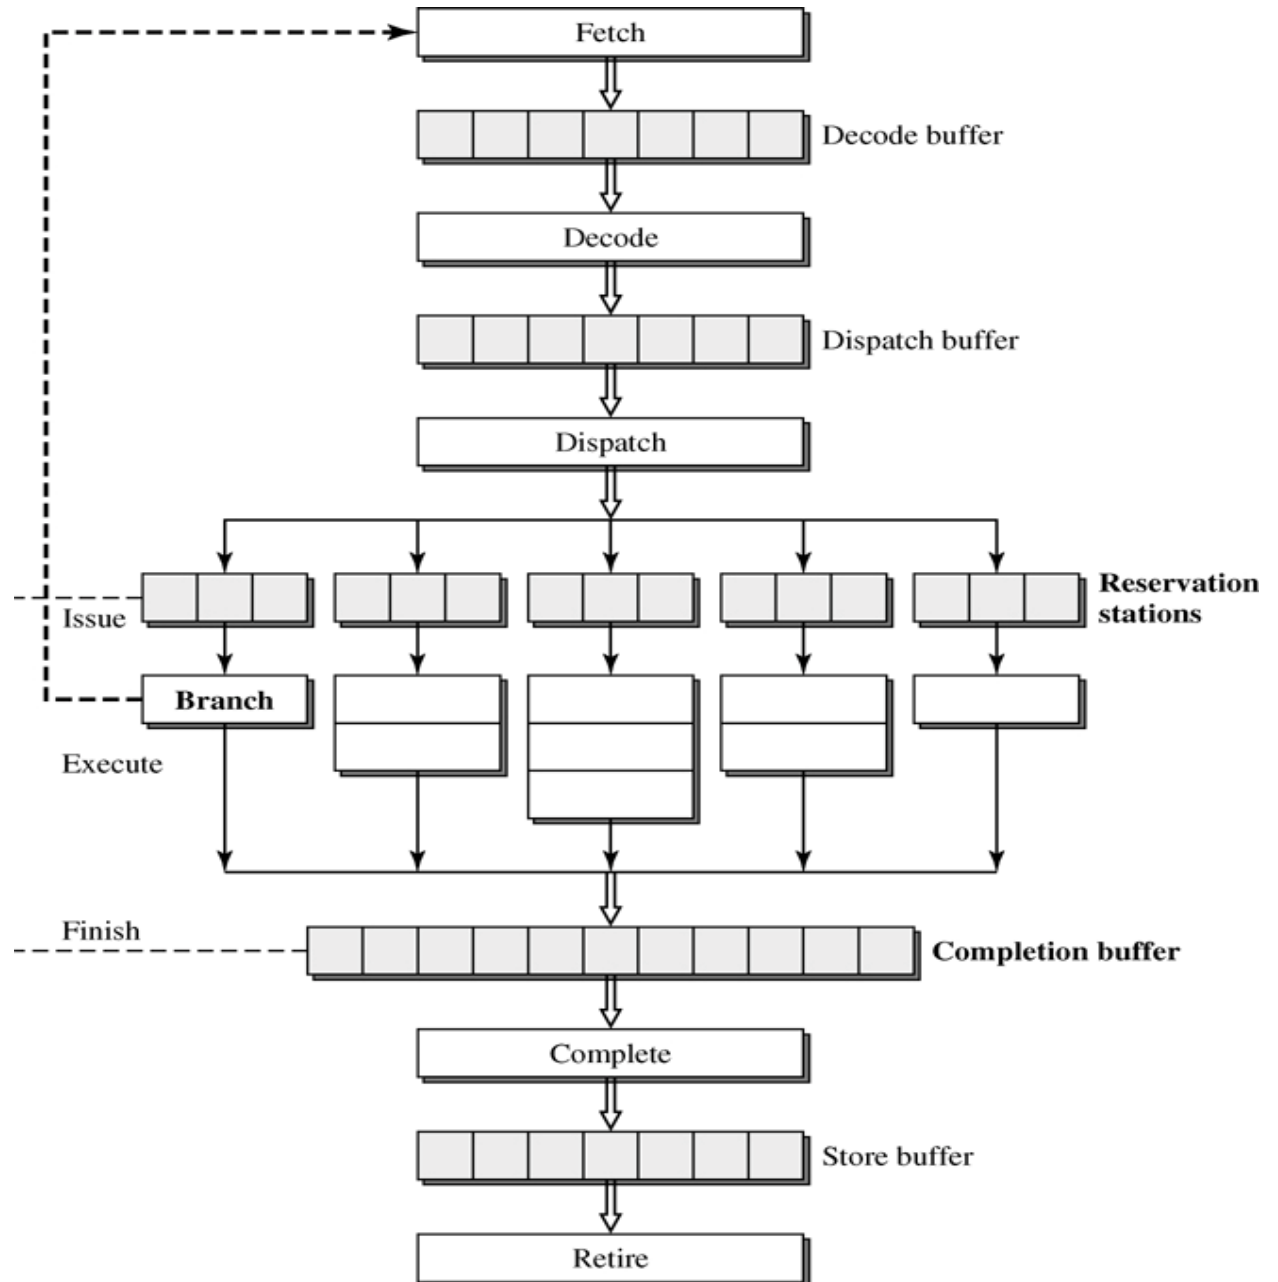 Fetch
Decode buffer
Decode
Dispatch buffer
Dispatch
Reservation
stations
Issue
Branch
Execute
Finish
Completion buffer
Complete
Store buffer
Retire